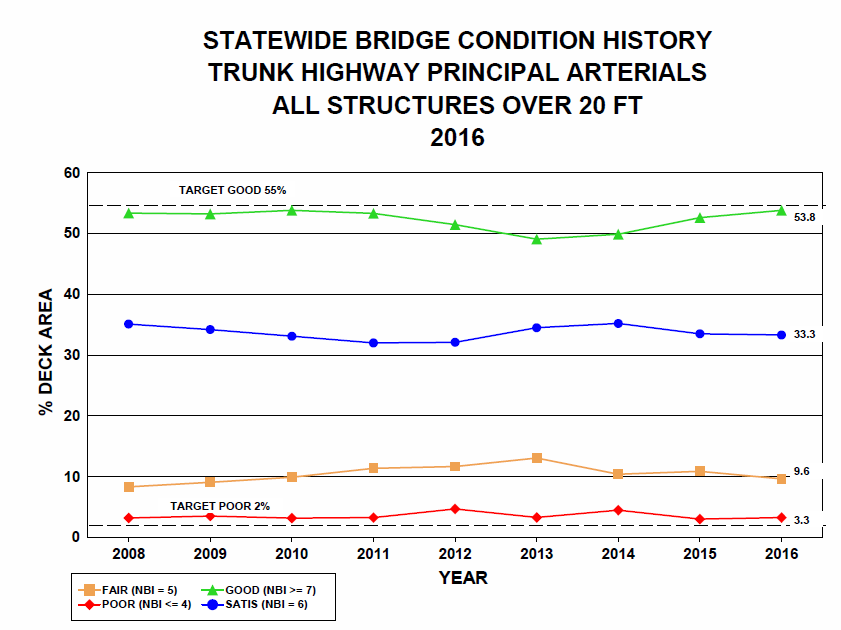 STATEWIDE BRIDGE CONDITION HISTORY
TRUNK HIGHWAY PRINCIPAL ARTERIALS
ALL STRUCTURES OVER 20 FT
2016
60
TARGET GOOD 55%
53.8
50
40
33.3
30
% DECK AREA
20
10
9.6
TARGET POOR 2%
3.3
0
2008 2009 2010 2011 2012 2013 2014 2015 2016
YEAR
FAIR (NBI = 5) GOOD (NBI >= 7)
POOR (NBI <= 4) SATIS (NBI = 6)